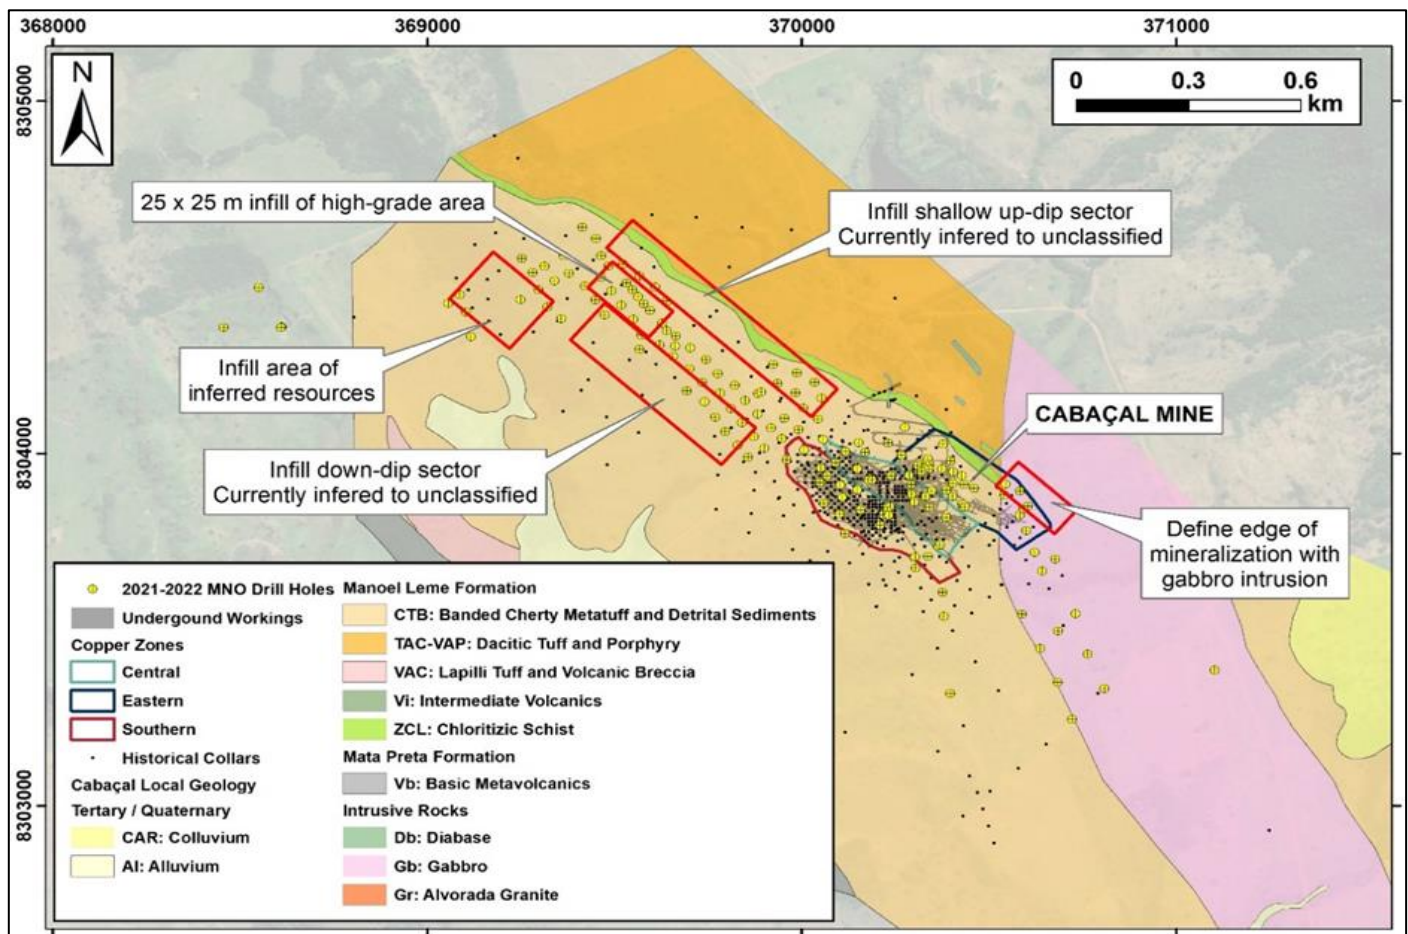 368000
369000
370000
371000
8305000
8304000
8303000
N
0
0.3
0.6
km
25 x 25 m infill of high-grade area
Infill shallow up-dip sector
Currently infered to unclassified
Infill area of
inferred resources
CABAÇAL MINE
Infill down-dip sector
Currently infered to unclassified
Define edge of
mineralization with
gabbro intrusion
2021-2022 MNO Drill Holes
Undergound Workings
Copper Zones
Central
Eastern
Southern
Historical Collars
Cabaçal Local Geology
Tertary / Quaternary
CAR: Colluvium
Al: Alluvium
Manoel Leme Formation
CTB: Banded Cherty Metatuff and Detrital Sediments
TAC-VAP: Dacitic Tuff and Porphyry
VAC: Lapilli Tuff and Volcanic Breccia
Vi: Intermediate Volcanics
ZCL: Chloritizic Schist
Mata Preta Formation
Vb: Basic Metavolcanics
Intrusive Rocks
Db: Diabase
Gb: Gabbro
Gr: Alvorada Granite